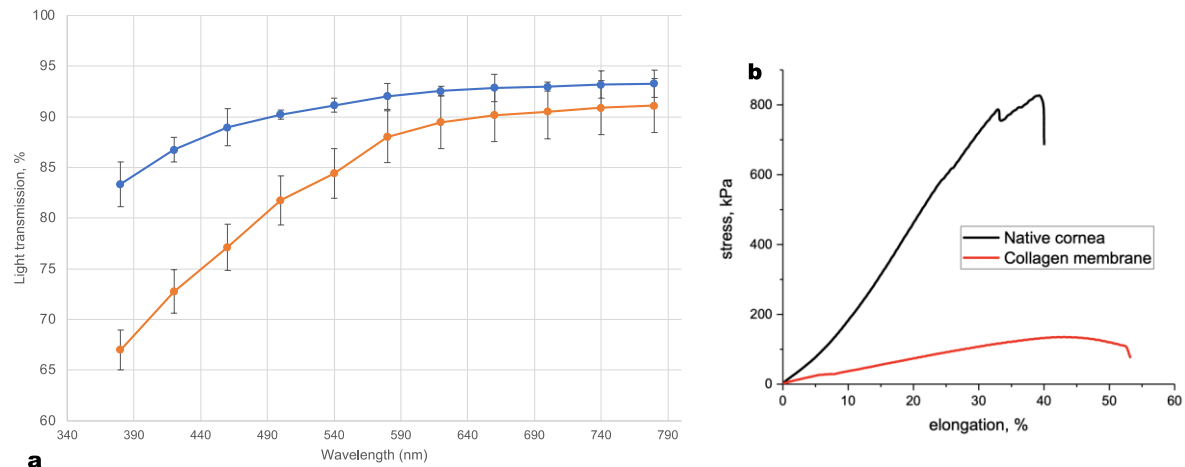 100
95
90
85
80
75
70
65
60
Light transmission, %
340 390 440 490 540 590 640 690 740 790
Wavelength (nm)
a
b
800
600
400
200
0
stress, kPa
Native cornea
Collagen membrane
0 10 20 30 40 50 60
elongation, %